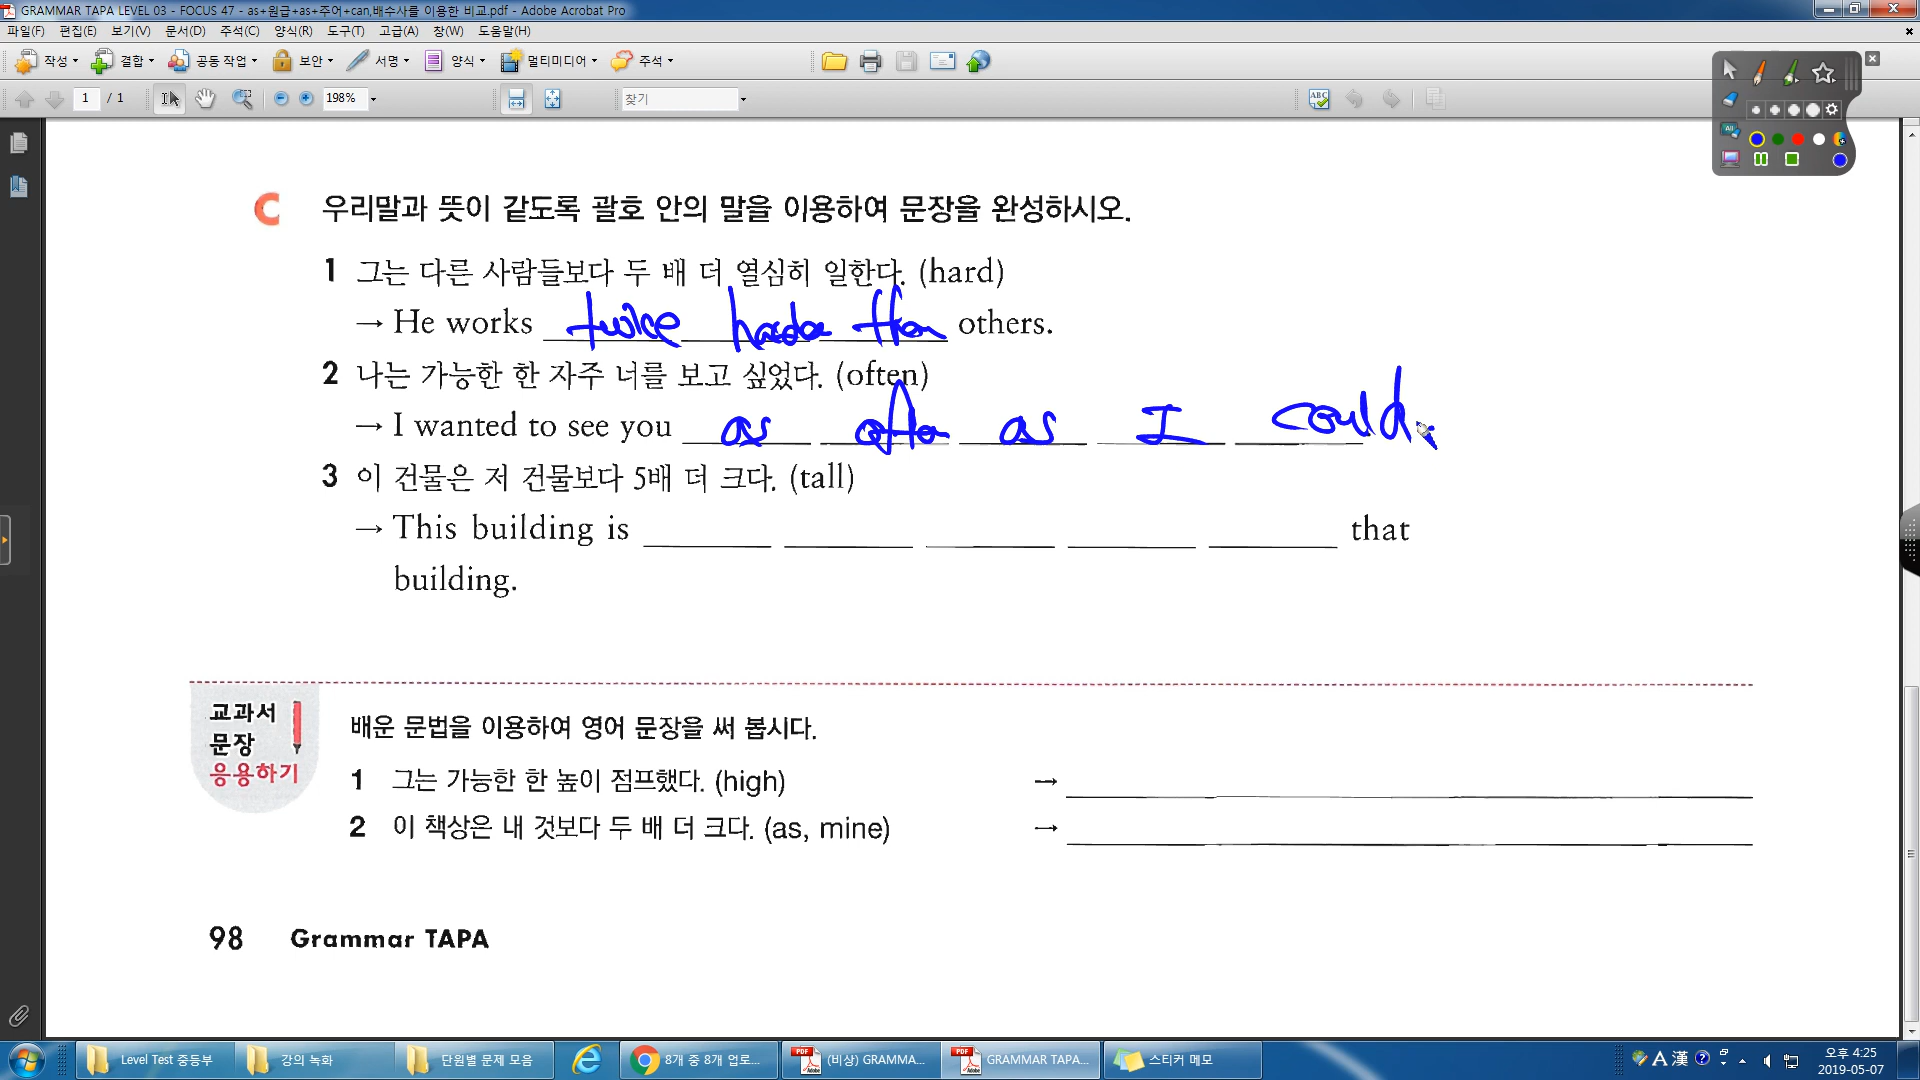 GRAMMAR TAPA LEVEL 03 - FOCUS 47 - as+원급+as+주어+can,배수사를 이용한 비교.pdf - Adobe Acrobat Pro
파일(F) 편집(E) 보기(V) 문서(D) 주석(C) 양식(R) 도구(T) 고급(A) 창(W) 도움말(H)
작성 결합 공동 작업 보안 서명 양식 멀티미디어 주석
1 / 1 198% 찾기
C 우리말과 뜻이 같도록 괄호 안의 말을 이용하여 문장을 완성하시오.
1 그는 다른 사람들보다 두 배 더 열심히 일한다. (hard)
→ He works twice harder than others.
2 나는 가능한 한 자주 너를 보고 싶었다. (often)
→ I wanted to see you as often as I could.
3 이 건물은 저 건물보다 5배 더 크다. (tall)
→ This building is that
building.
교과서
문장
응용하기
배운 문법을 이용하여 영어 문장을 써 봅시다.
1 그는 가능한 한 높이 점프했다. (high) →
2 이 책상은 내 것보다 두 배 더 크다. (as, mine) →
98 Grammar TAPA
Level Test 중등부 강의 녹화 단원별 문제 모음 8개 중 8개 업로... (비상) GRAMMA... GRAMMAR TAPA... 스티커 메모
A 漢 오후 4:25
2019-05-07